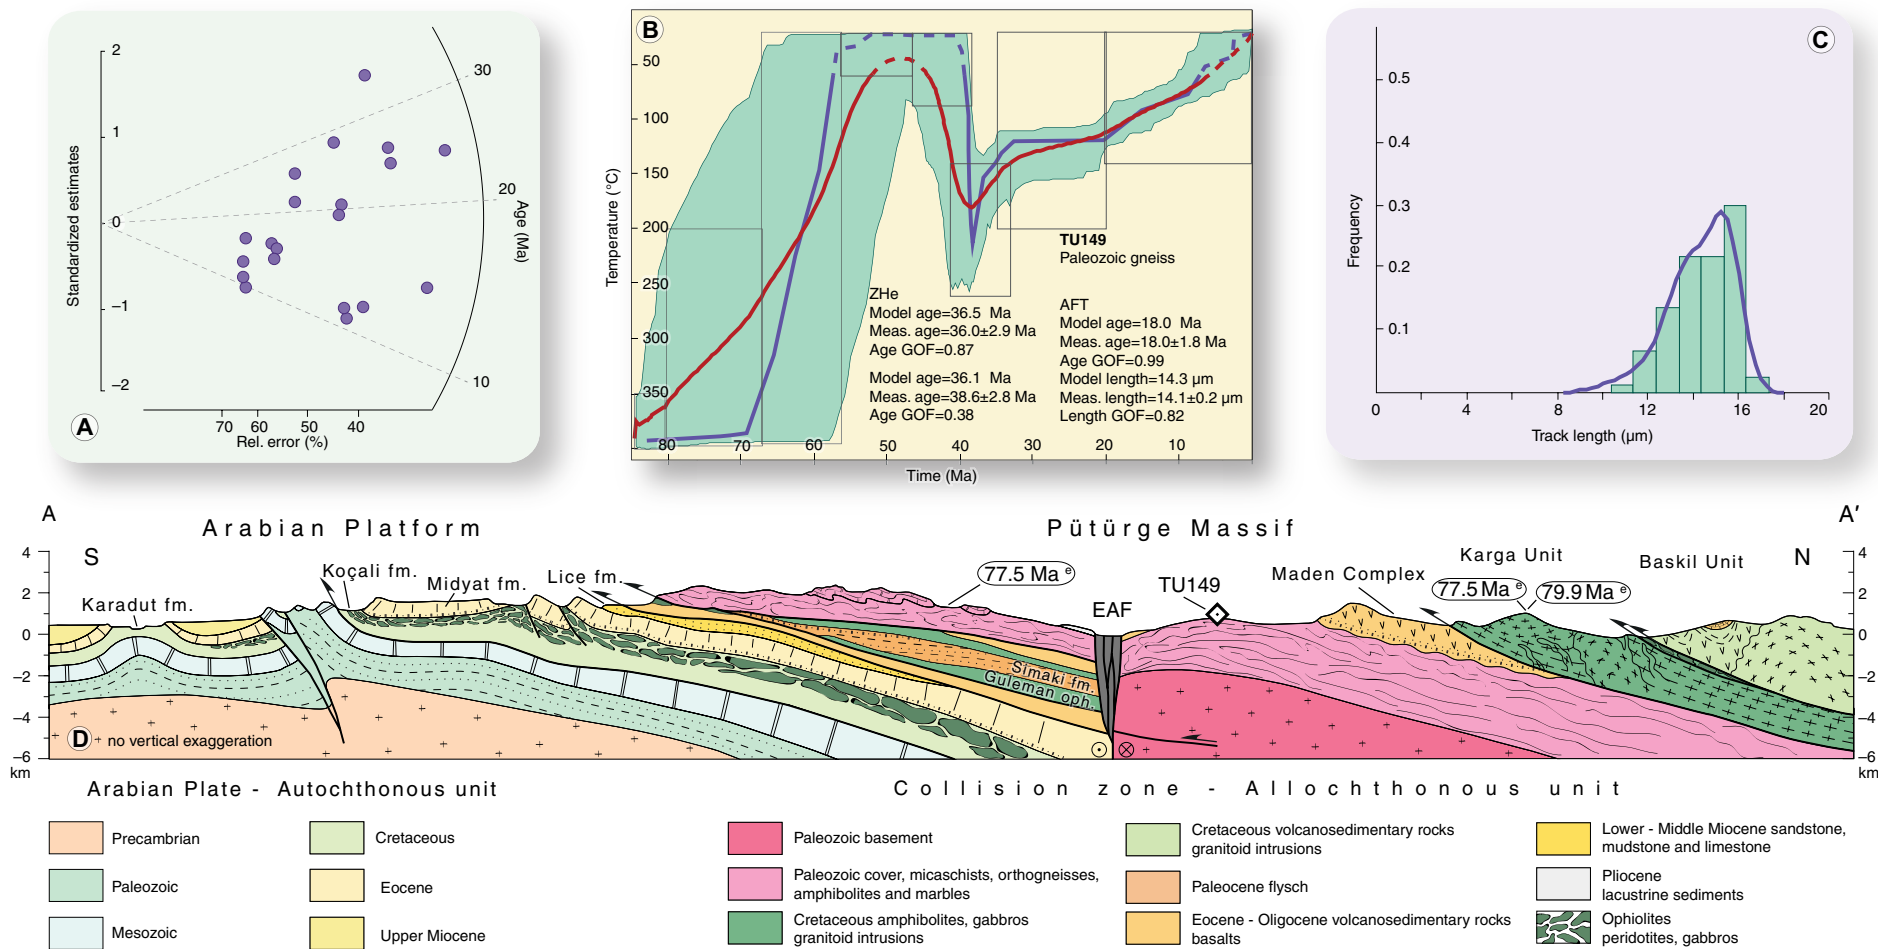 A
Standardized estimates
2
1
0
−1
−2
30
20
10
Age (Ma)
70 60 50 40
Rel. error (%)
B
Temperature (°C)
50
100
150
200
250
300
350
80 70 60 50 40 30 20 10
Time (Ma)
TU149
Paleozoic gneiss
ZHe
Model age=36.5 Ma
Meas. age=36.0±2.9 Ma
Age GOF=0.87
Model age=36.1 Ma
Meas. age=38.6±2.8 Ma
Age GOF=0.38
AFT
Model age=18.0 Ma
Meas. age=18.0±1.8 Ma
Age GOF=0.99
Model length=14.3 µm
Meas. length=14.1±0.2 µm
Length GOF=0.82
C
Frequency
0.5
0.4
0.3
0.2
0.1
0 4 8 12 16 20
Track length (µm)
A
A′
Arabian Platform
Pütürge Massif
S
N
Karadut fm.
Koçali fm.
Midyat fm.
Lice fm.
77.5 Ma e
EAF
TU149
Maden Complex
Karga Unit
77.5 Ma e
79.9 Ma e
Baskil Unit
Simaki fm.
Guleman oph.
4
2
0
−2
−4
−6
km
4
2
0
−2
−4
−6
km
D
no vertical exaggeration
Arabian Plate - Autochthonous unit
Precambrian
Paleozoic
Mesozoic
Cretaceous
Eocene
Upper Miocene
Collision zone - Allochthonous unit
Paleozoic basement
Paleozoic cover, micaschists, orthogneisses,
amphibolites and marbles
Cretaceous amphibolites, gabbros
granitoid intrusions
Cretaceous volcanosedimentary rocks
granitoid intrusions
Paleocene flysch
Eocene - Oligocene volcanosedimentary rocks
basalts
Lower - Middle Miocene sandstone,
mudstone and limestone
Pliocene
lacustrine sediments
Ophiolites
peridotites, gabbros